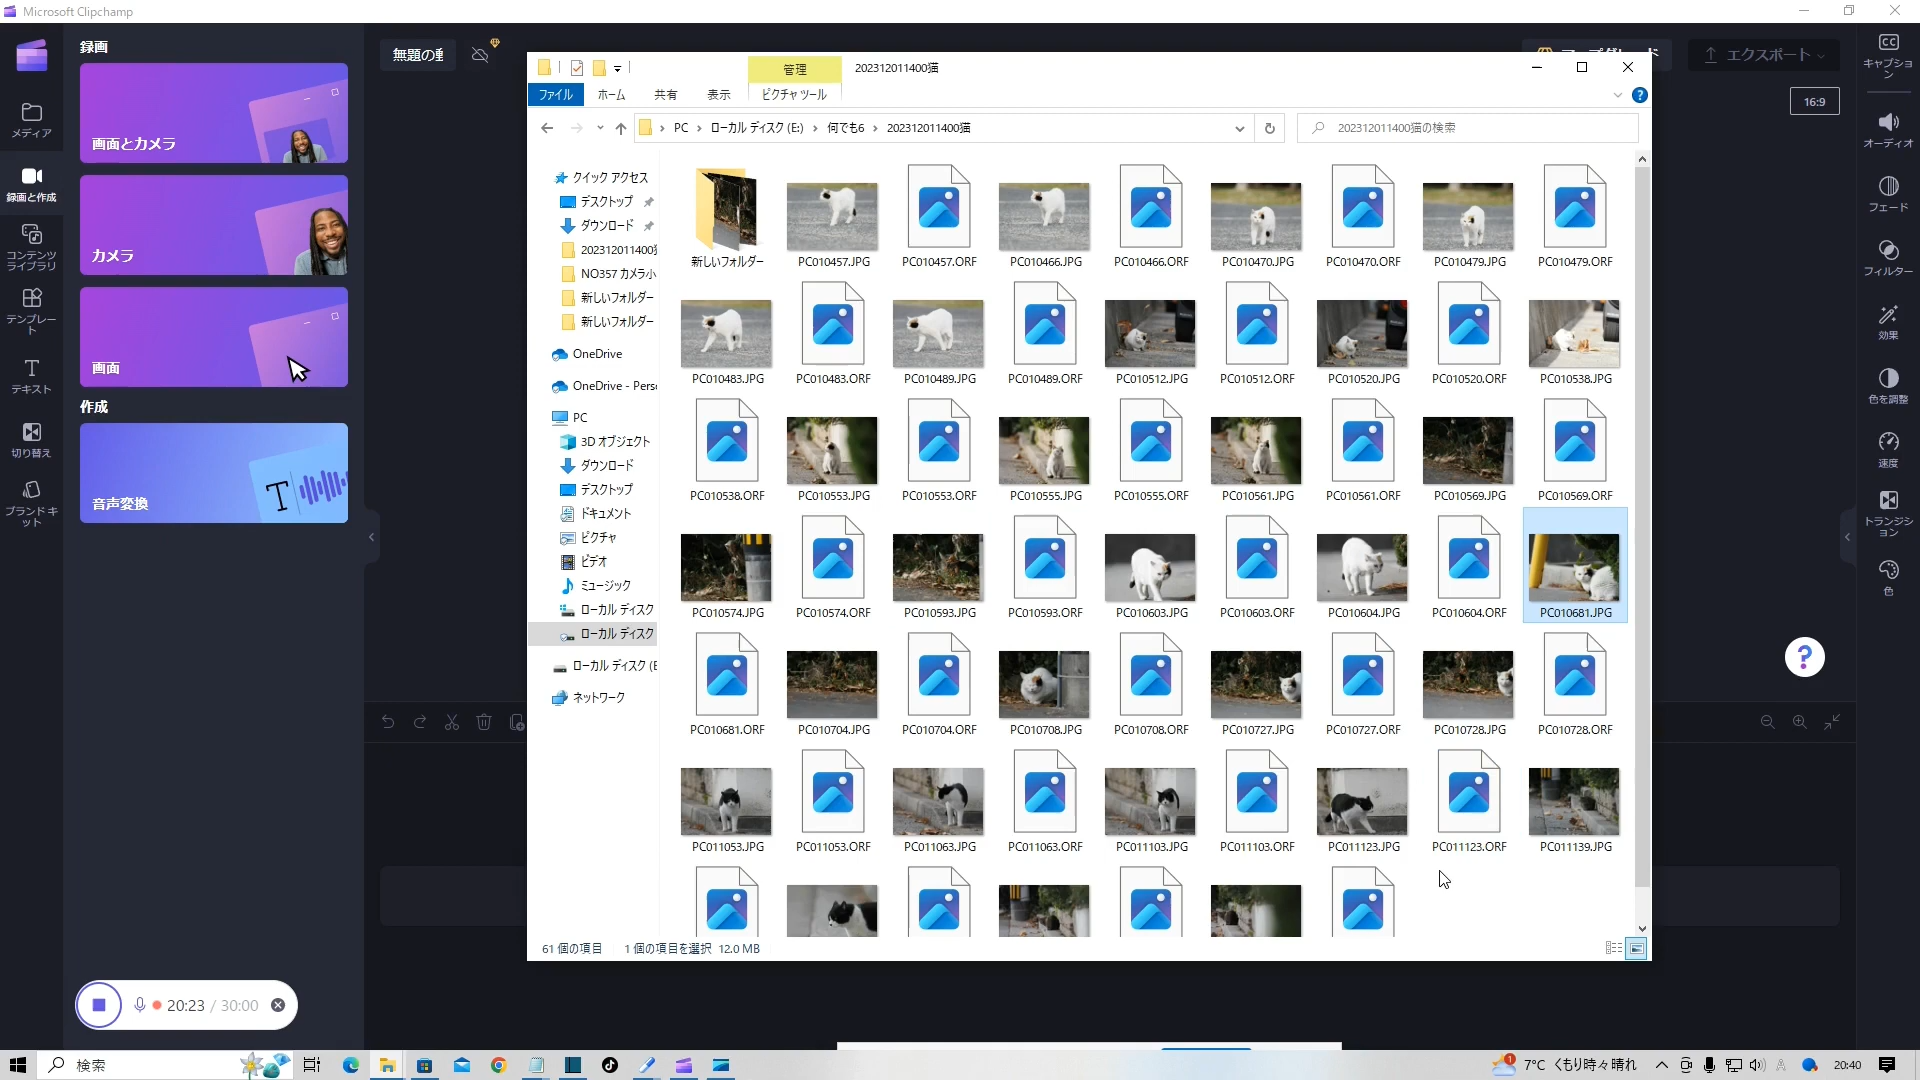 Microsoft Clipchamp
録画
画面とカメラ
カメラ
画面
作成
音声変換
T
メディア
録画と作成
コンテンツ
ライブラリ
テンプレー
ト
テキスト
切り替え
ブランド キ
ット
無題の動
エクスポート
16:9
CC
キャプショ
ン
オーディオ
フェード
フィルター
効果
色を調整
速度
トランジシ
ョン
色
?
管理
202312011400猫
ファイル
ホーム
共有
表示
ピクチャ ツール
PC
ローカル ディスク (E:)
何でも6
202312011400猫
202312011400猫の検索
クイック アクセス
デスクトップ
ダウンロード
202312011400猫
NO357 カメラ小
新しいフォルダー
新しいフォルダー
OneDrive
OneDrive - Perso
PC
3D オブジェクト
ダウンロード
デスクトップ
ドキュメント
ピクチャ
ビデオ
ミュージック
ローカル ディスク
ローカル ディスク
ローカル ディスク (E
ネットワーク
新しいフォルダー
PC010457.JPG
PC010457.ORF
PC010466.JPG
PC010466.ORF
PC010470.JPG
PC010470.ORF
PC010479.JPG
PC010479.ORF
PC010483.JPG
PC010483.ORF
PC010489.JPG
PC010489.ORF
PC010512.JPG
PC010512.ORF
PC010520.JPG
PC010520.ORF
PC010538.JPG
PC010538.ORF
PC010553.JPG
PC010553.ORF
PC010555.JPG
PC010555.ORF
PC010561.JPG
PC010561.ORF
PC010569.JPG
PC010569.ORF
PC010574.JPG
PC010574.ORF
PC010593.JPG
PC010593.ORF
PC010603.JPG
PC010603.ORF
PC010604.JPG
PC010604.ORF
PC010681.JPG
PC010681.ORF
PC010704.JPG
PC010704.ORF
PC010708.JPG
PC010708.ORF
PC010727.JPG
PC010727.ORF
PC010728.JPG
PC010728.ORF
PC011053.JPG
PC011053.ORF
PC011063.JPG
PC011063.ORF
PC011103.JPG
PC011103.ORF
PC011123.JPG
PC011123.ORF
PC011139.JPG
61 個の項目
1 個の項目を選択 12.0 MB
20:23 / 30:00
検索
7°C くもり時々晴れ
A
20:40